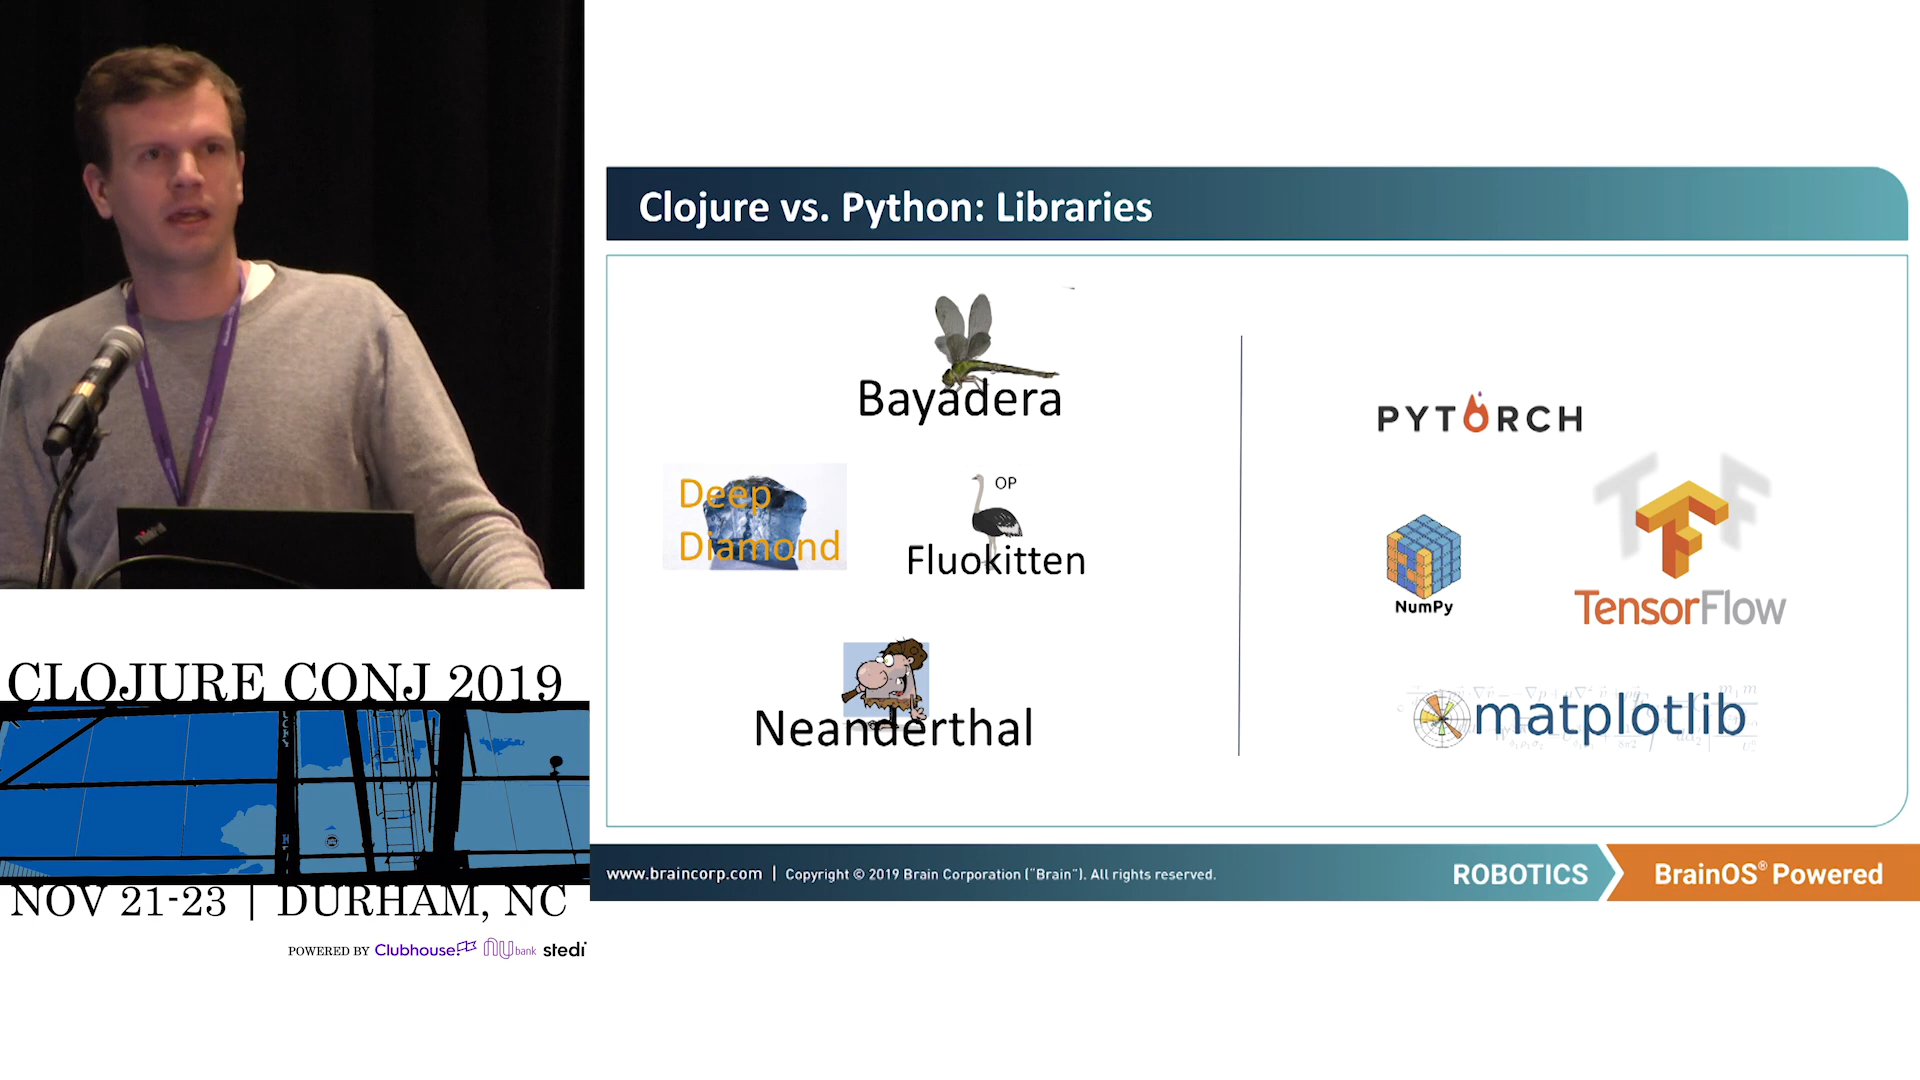 Clojure vs. Python: Libraries
Bayadera
Deep
Diamond
OP
Fluokitten
Neanderthal
PYTORCH
NumPy
TensorFlow
matplotlib
www.braincorp.com | Copyright © 2019 Brain Corporation ("Brain"). All rights reserved.
ROBOTICS
BrainOS® Powered
CLOJURE CONJ 2019
NOV 21-23 | DURHAM, NC
POWERED BY Clubhouse nu bank stedi